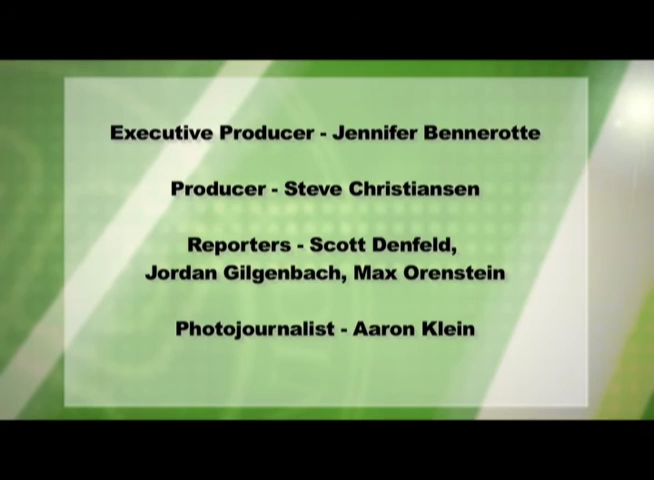 Executive Producer - Jennifer Bennerotte
Producer - Steve Christiansen
Reporters - Scott Denfeld,
Jordan Gilgenbach, Max Orenstein
Photojournalist - Aaron Klein